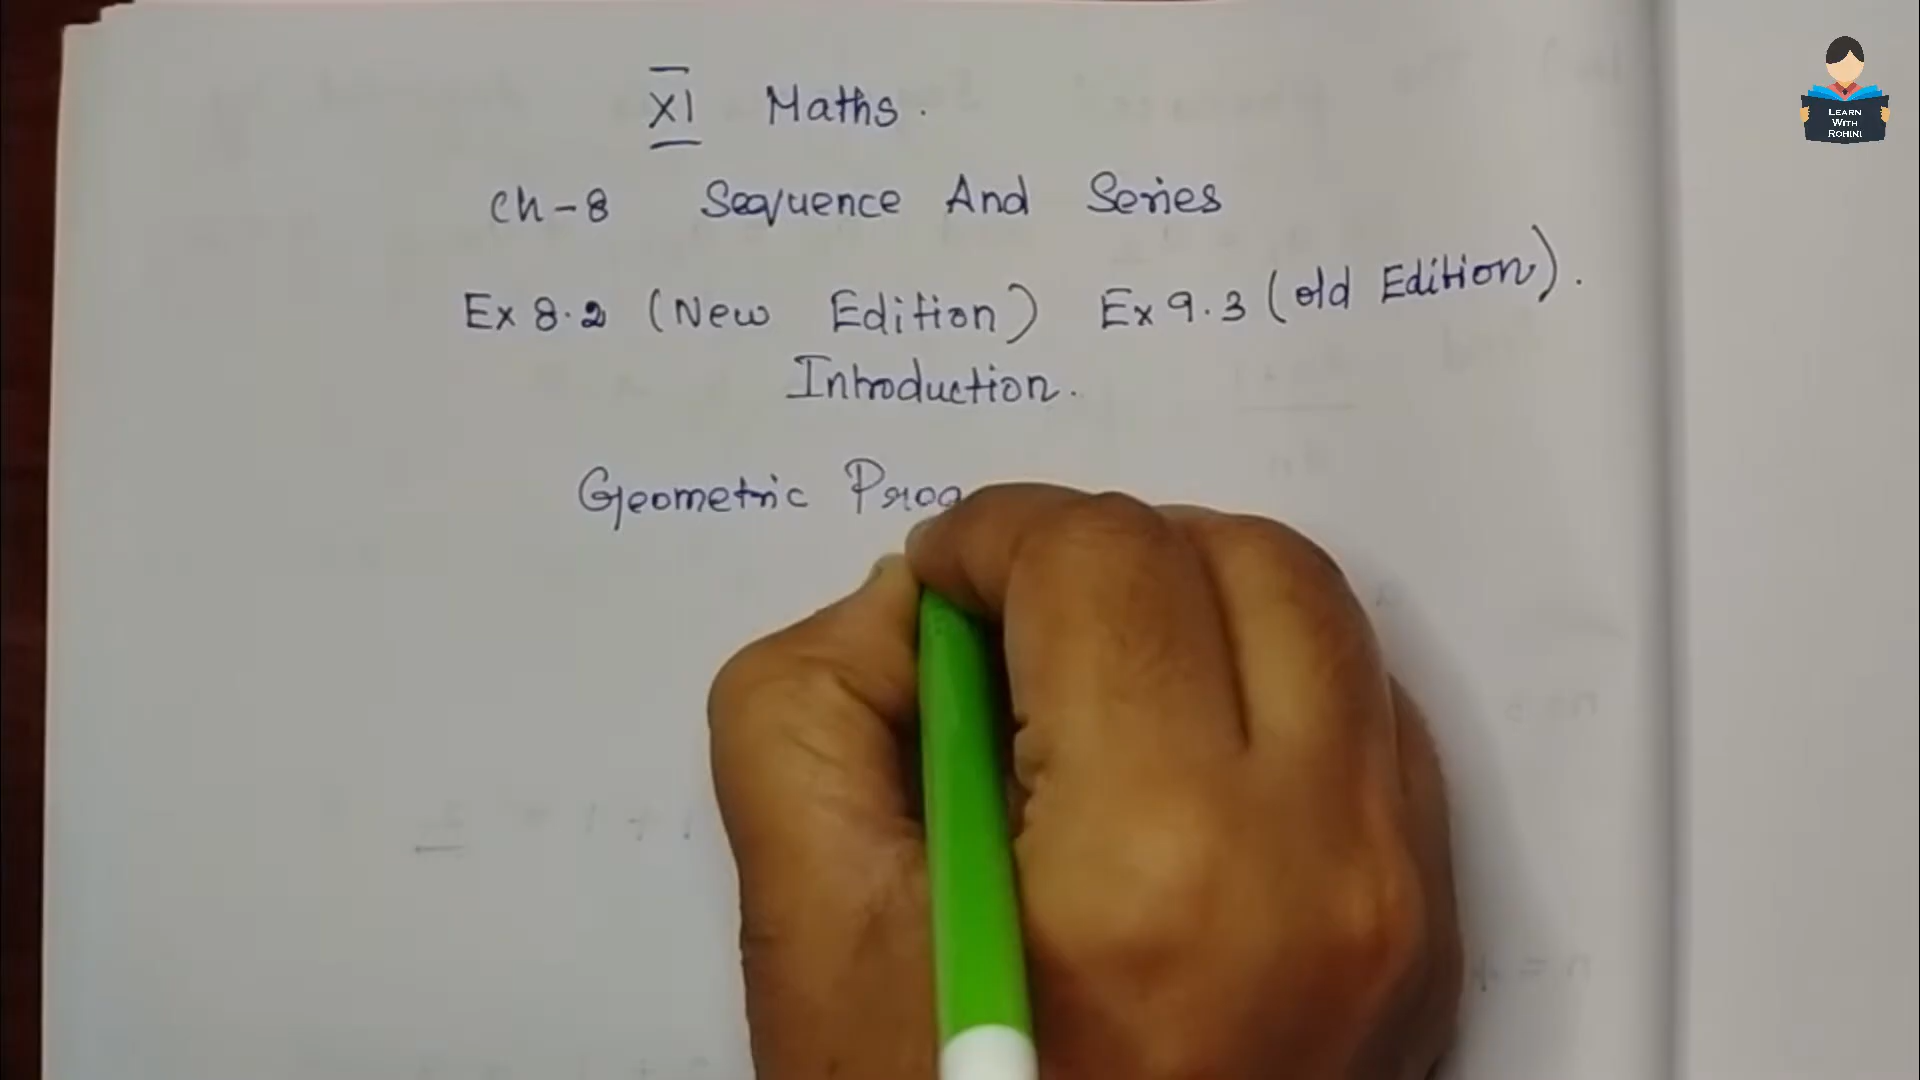 XI Maths.
Ch-8 Sequence And Series
Ex 8.2 (New Edition) Ex 9.3 (old Edition).
Introduction.
Geometric Prog
LEARN
WITH
ROHINI